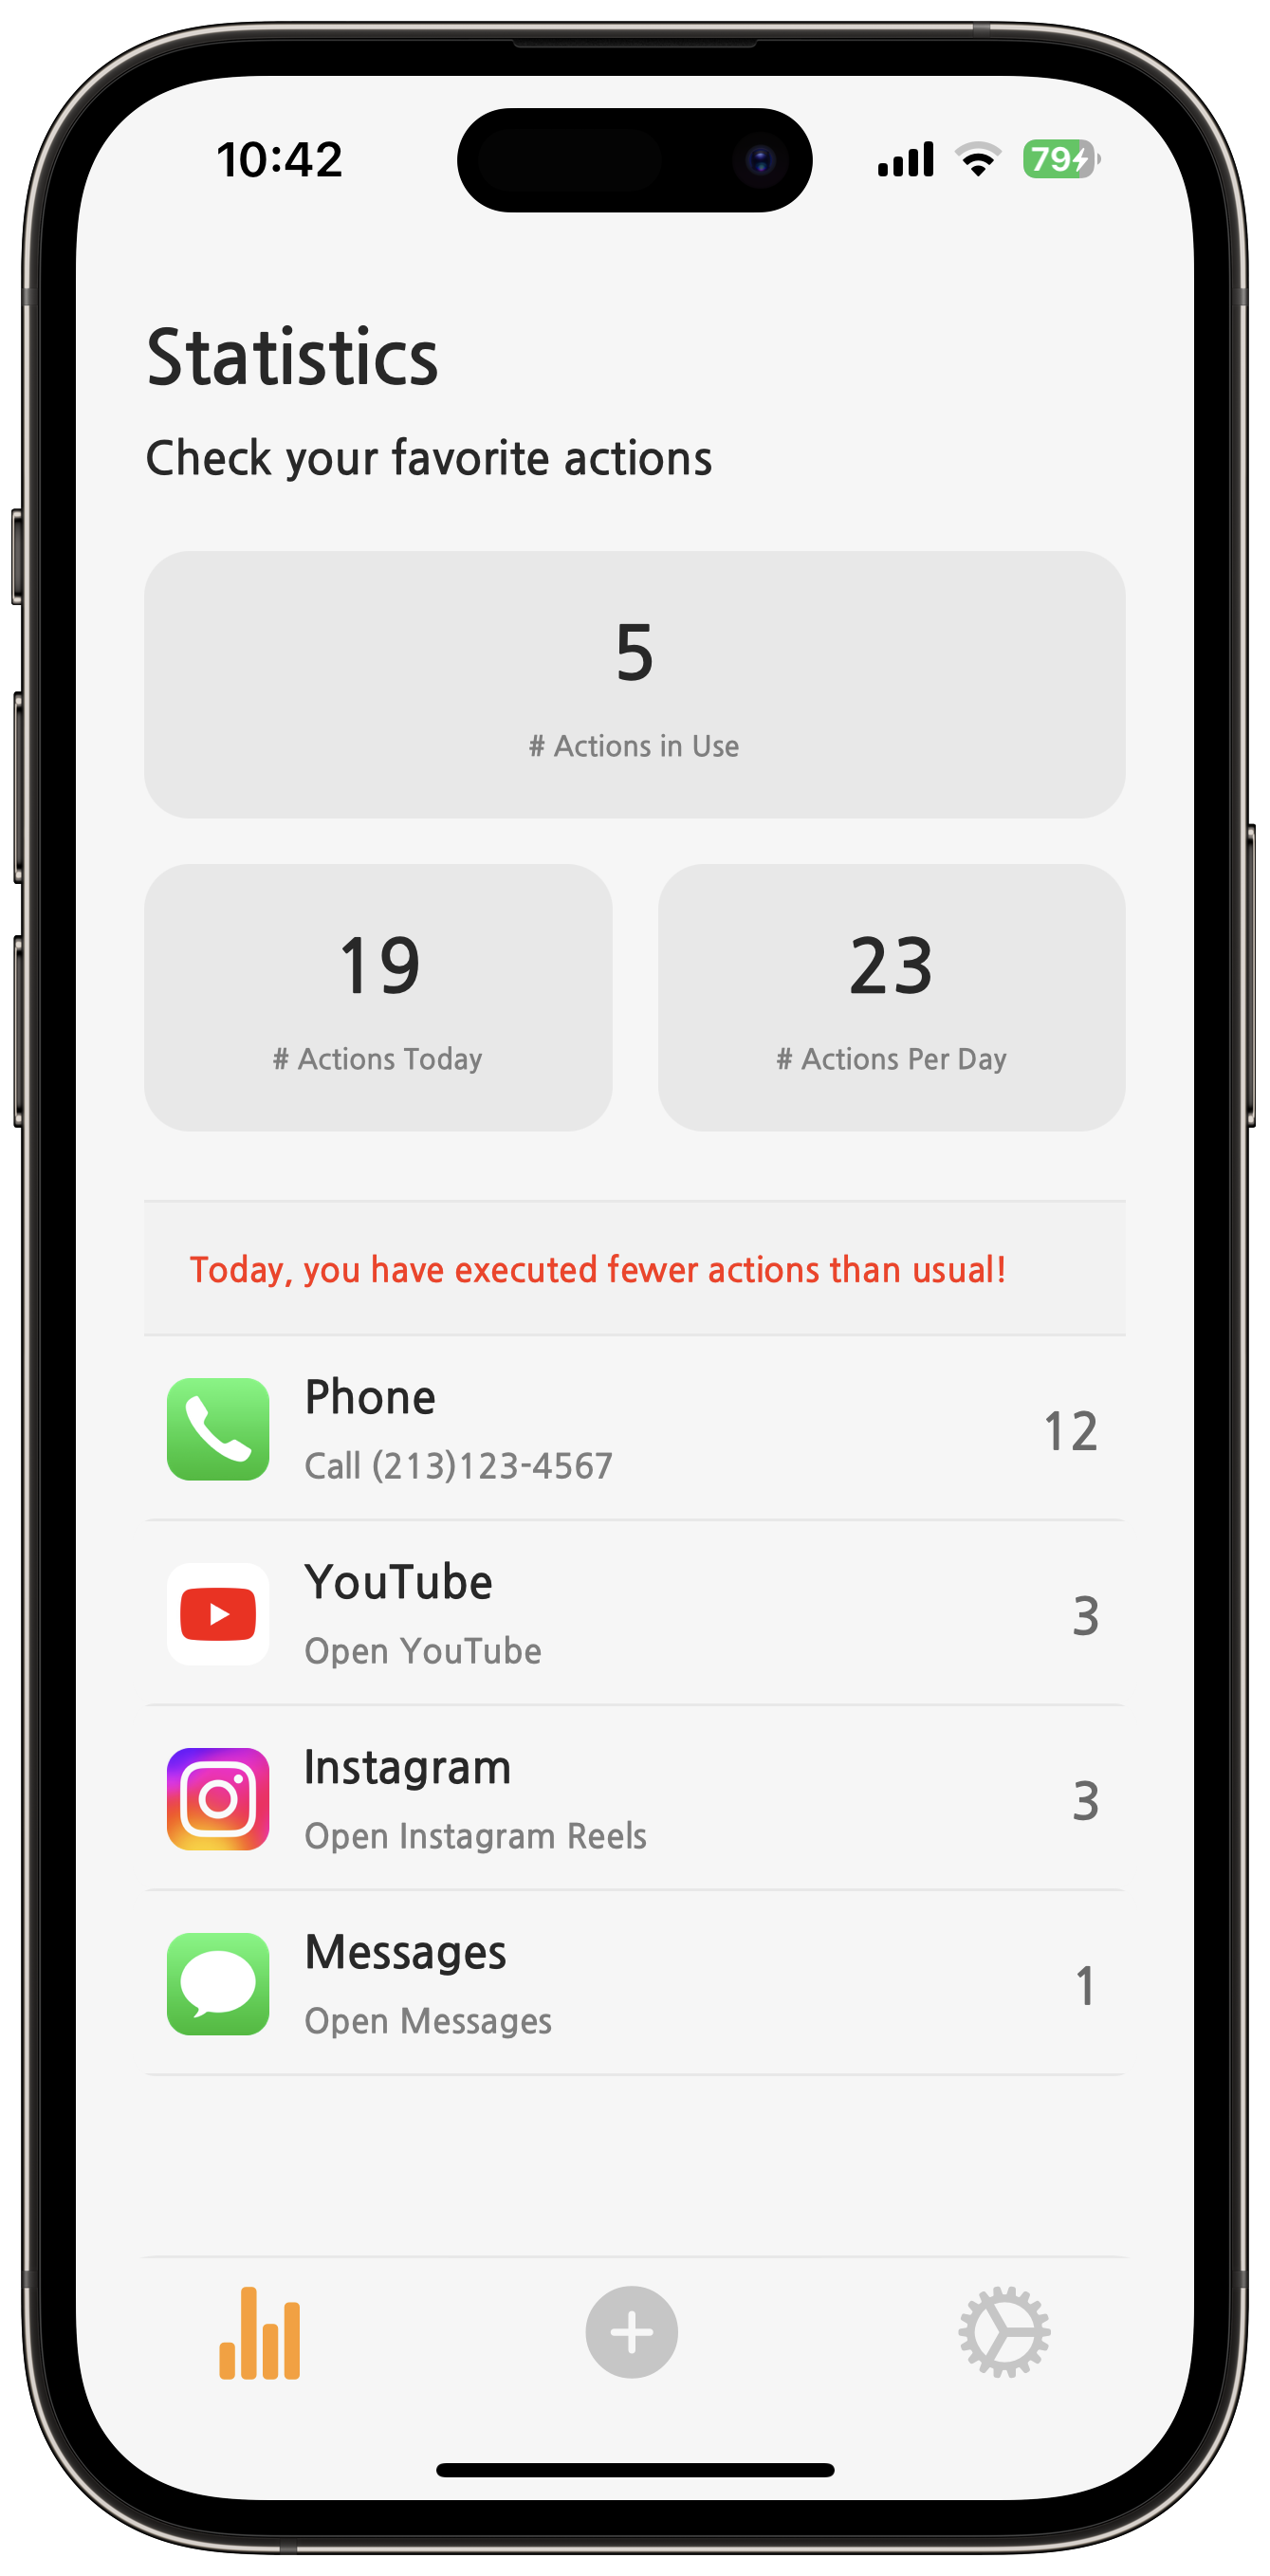 10:42
79
Statistics
Check your favorite actions
5
# Actions in Use
19
# Actions Today
23
# Actions Per Day
Today, you have executed fewer actions than usual!
Phone
Call (213)123-4567
12
YouTube
Open YouTube
3
Instagram
Open Instagram Reels
3
Messages
Open Messages
1